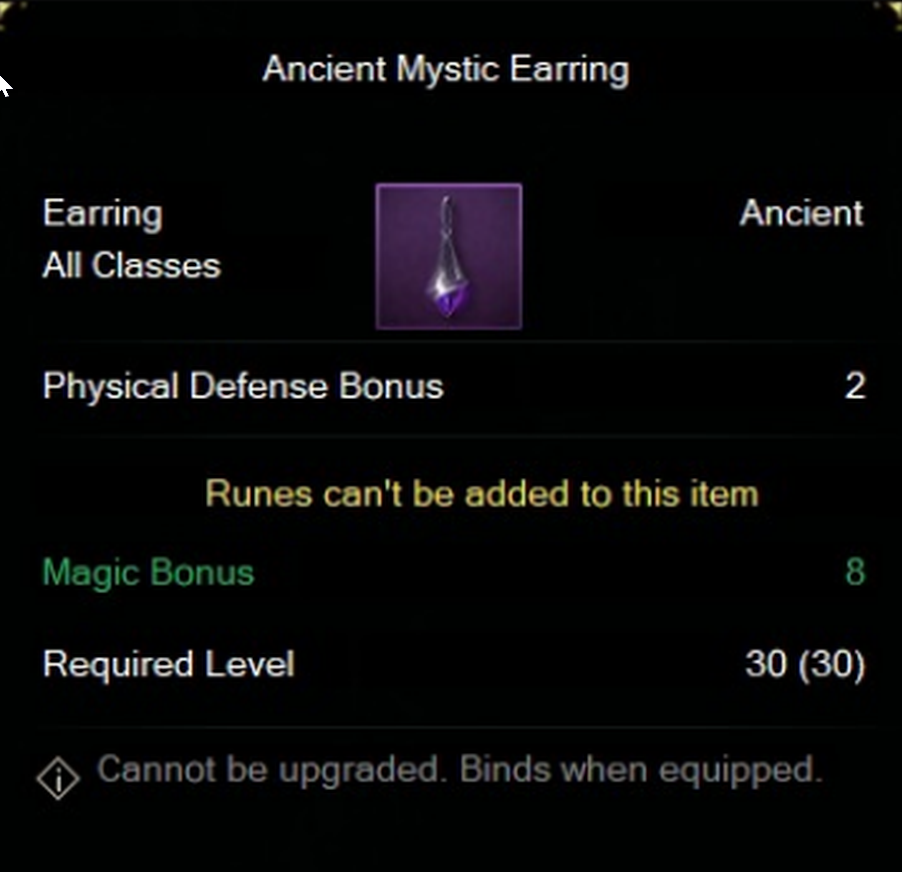 Ancient Mystic Earring
Earring
Ancient
All Classes
Physical Defense Bonus 2
Runes can't be added to this item
Magic Bonus 8
Required Level 30 (30)
Cannot be upgraded. Binds when equipped.